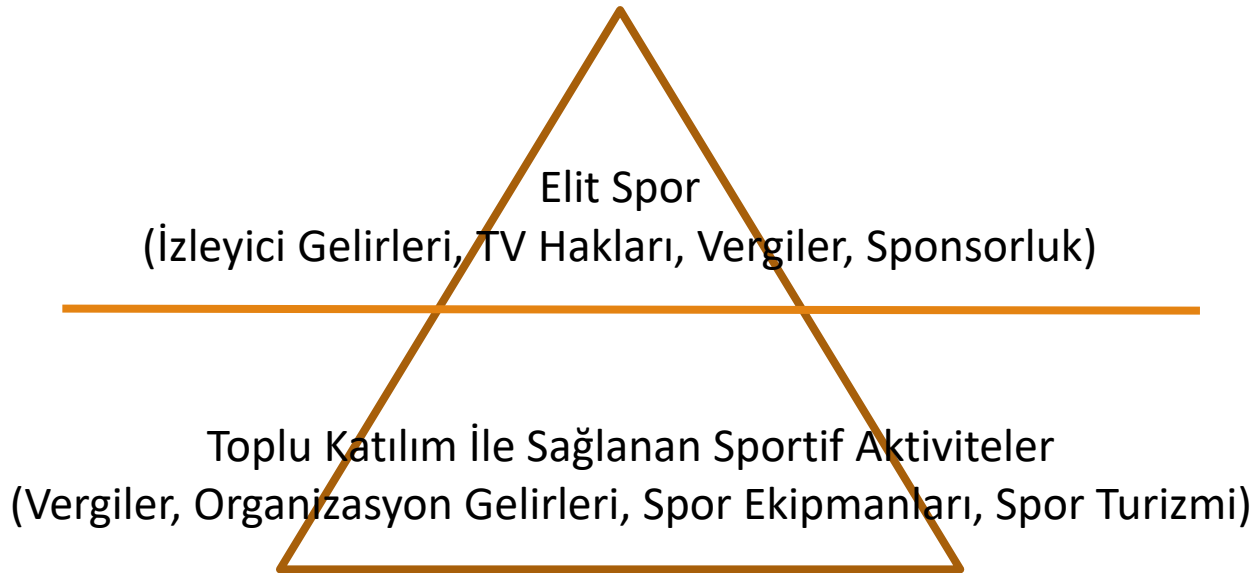 Elit Spor
(İzleyici Gelirleri, TV Hakları, Vergiler, Sponsorluk)
Toplu Katılım İle Sağlanan Sportif Aktiviteler
(Vergiler, Organizasyon Gelirleri, Spor Ekipmanları, Spor Turizmi)